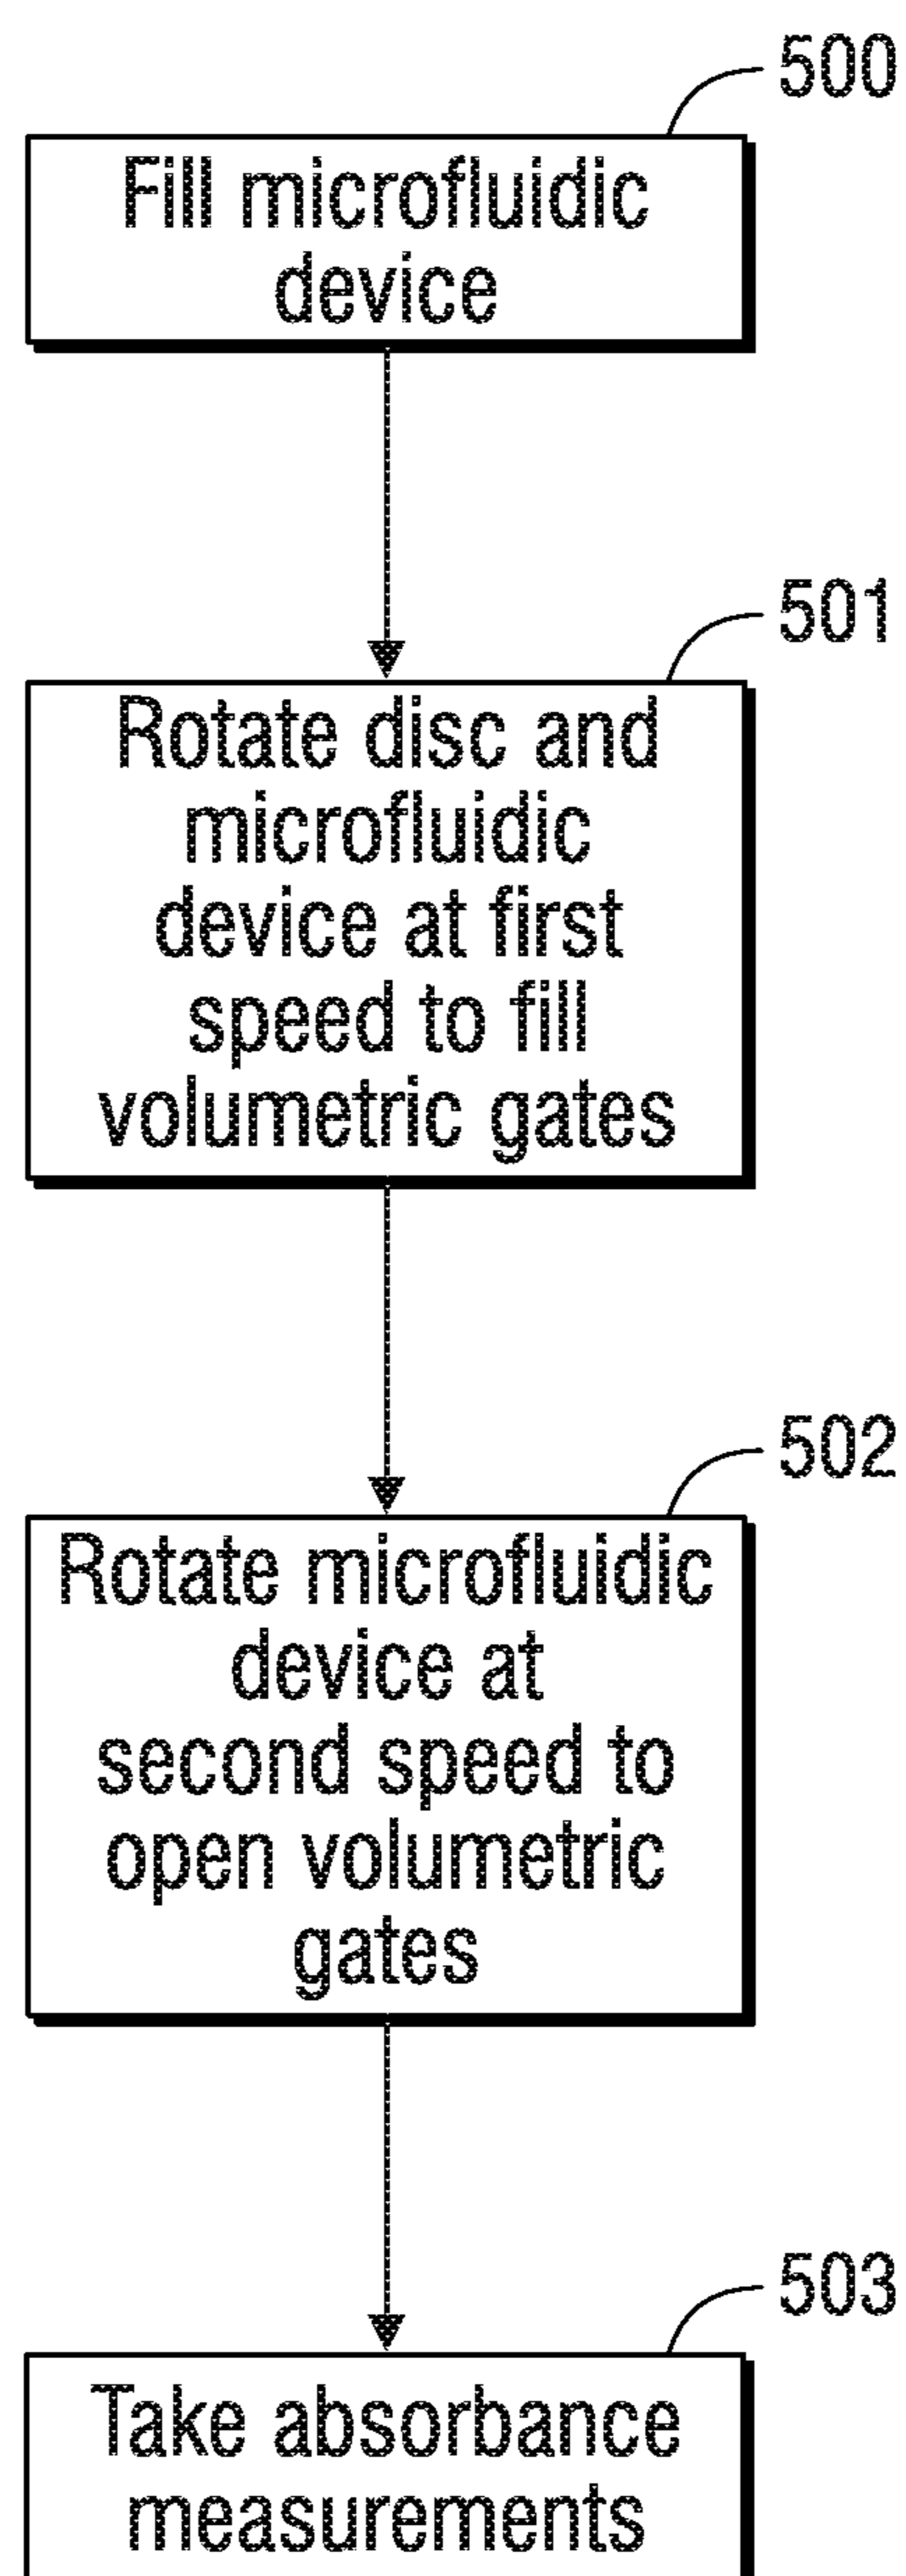 500
Fill microfluidic
device
501
Rotate disc and
microfluidic
device at first
speed to fill
volumetric gates
502
Rotate microfluidic
device at
second speed to
open volumetric
gates
503
Take absorbance
measurements